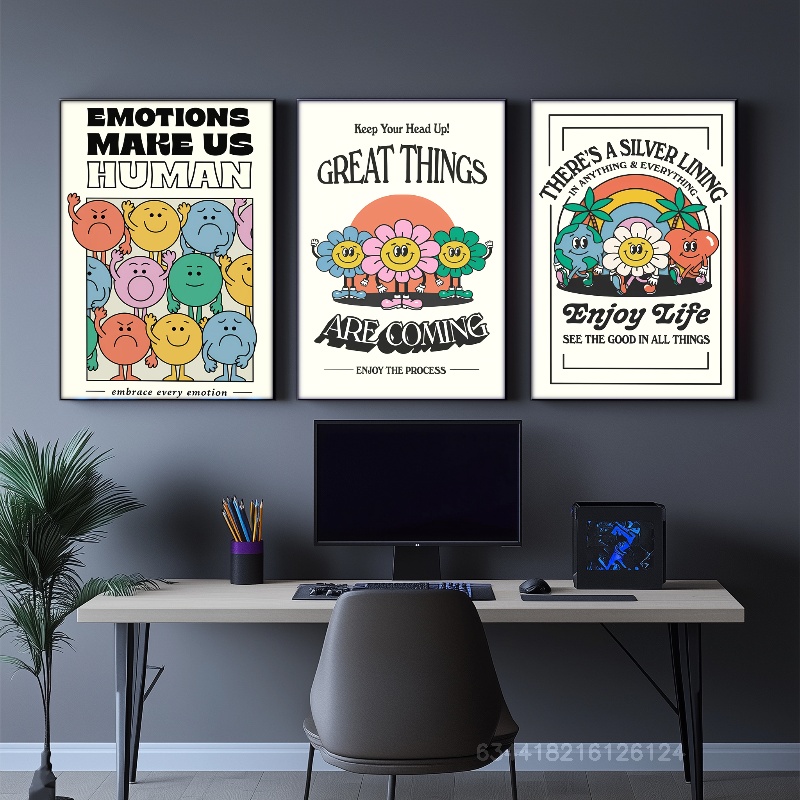 EMOTIONS
MAKE US
HUMAN
embrace every emotion
Keep Your Head Up!
GREAT THINGS
ARE COMING
ENJOY THE PROCESS
THERE'S A SILVER LINING
IN ANYTHING & EVERYTHING
Enjoy Life
SEE THE GOOD IN ALL THINGS
634418216126124